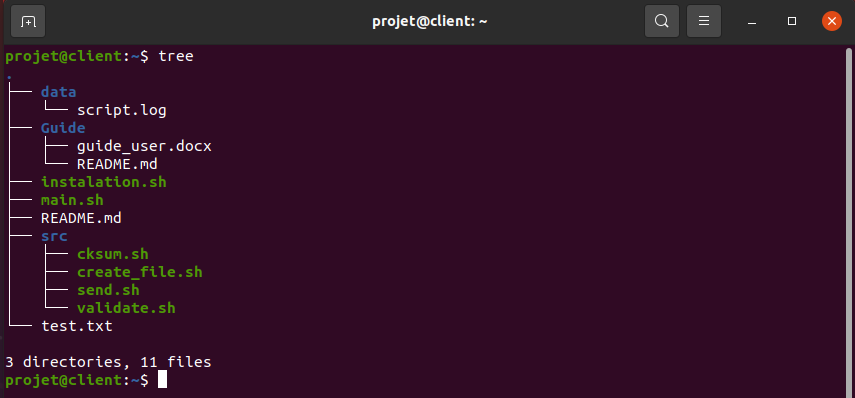 projet@client: ~
projet@client:~$ tree
.
├── data
│   └── script.log
├── Guide
│   ├── guide_user.docx
│   └── README.md
├── instalation.sh
├── main.sh
├── README.md
├── src
│   ├── cksum.sh
│   ├── create_file.sh
│   ├── send.sh
│   └── validate.sh
└── test.txt
3 directories, 11 files
projet@client:~$